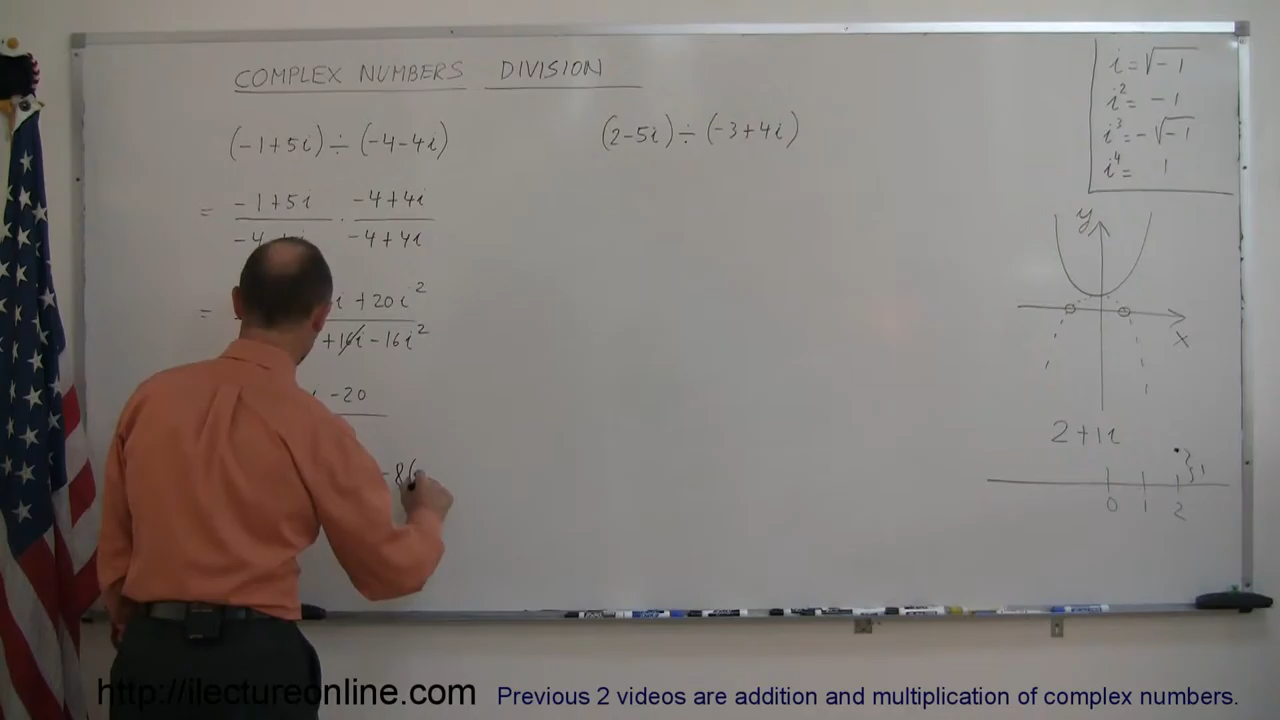 COMPLEX NUMBERS DIVISION
(-1+5i) ÷ (-4-4i)
= -1+5i / -4 · -4+4i / -4+4i
= i + 20i² / +16i - 16i²
-20
-8(
(2-5i) ÷ (-3+4i)
i = √-1
i² = -1
i³ = -√-1
i⁴ = 1
y
x
2+1i
1
0 1 2
http://ilectureonline.com
Previous 2 videos are addition and multiplication of complex numbers.